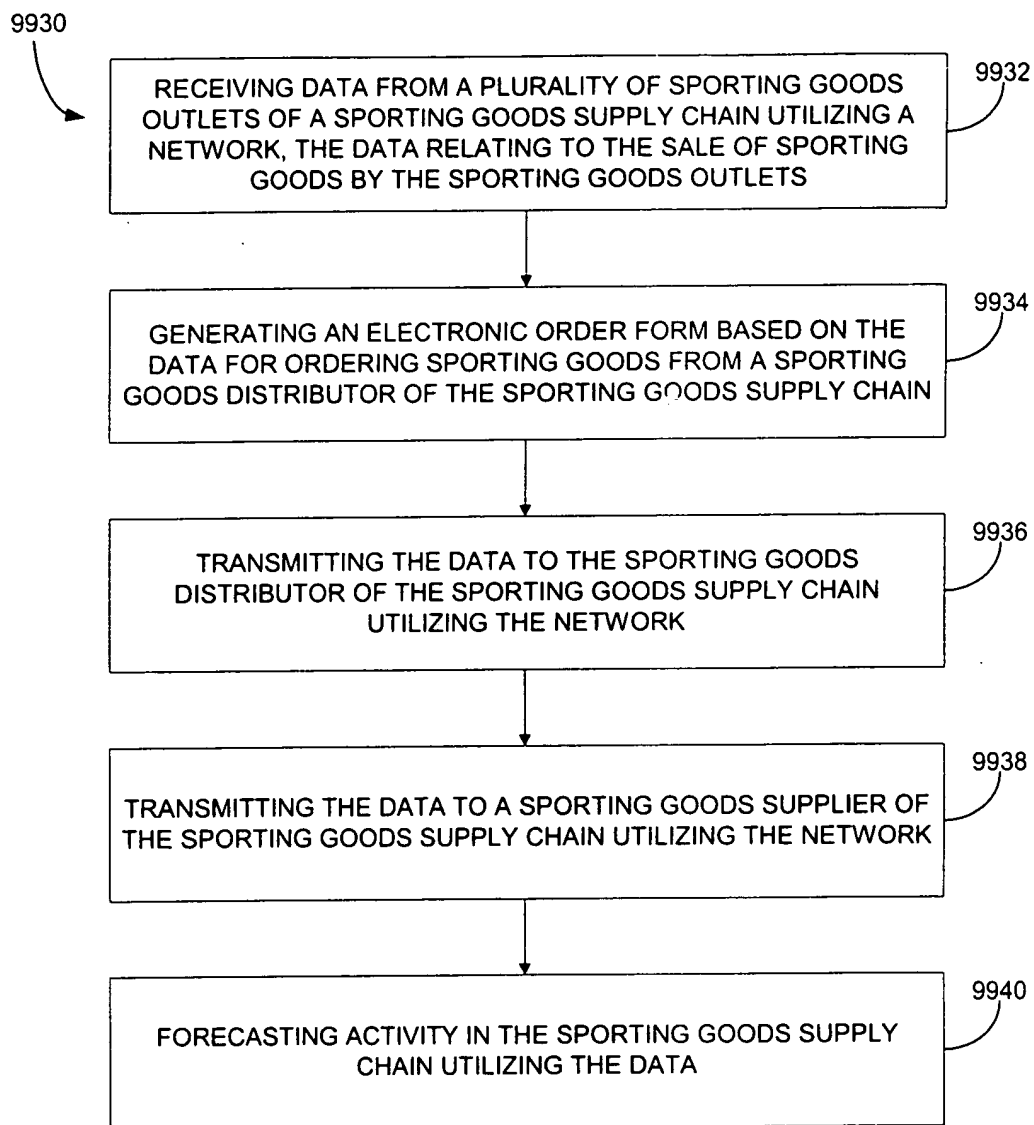 9930
RECEIVING DATA FROM A PLURALITY OF SPORTING GOODS
OUTLETS OF A SPORTING GOODS SUPPLY CHAIN UTILIZING A
NETWORK, THE DATA RELATING TO THE SALE OF SPORTING
GOODS BY THE SPORTING GOODS OUTLETS
9932
GENERATING AN ELECTRONIC ORDER FORM BASED ON THE
DATA FOR ORDERING SPORTING GOODS FROM A SPORTING
GOODS DISTRIBUTOR OF THE SPORTING GOODS SUPPLY CHAIN
9934
TRANSMITTING THE DATA TO THE SPORTING GOODS
DISTRIBUTOR OF THE SPORTING GOODS SUPPLY CHAIN
UTILIZING THE NETWORK
9936
TRANSMITTING THE DATA TO A SPORTING GOODS SUPPLIER OF
THE SPORTING GOODS SUPPLY CHAIN UTILIZING THE NETWORK
9938
FORECASTING ACTIVITY IN THE SPORTING GOODS SUPPLY
CHAIN UTILIZING THE DATA
9940